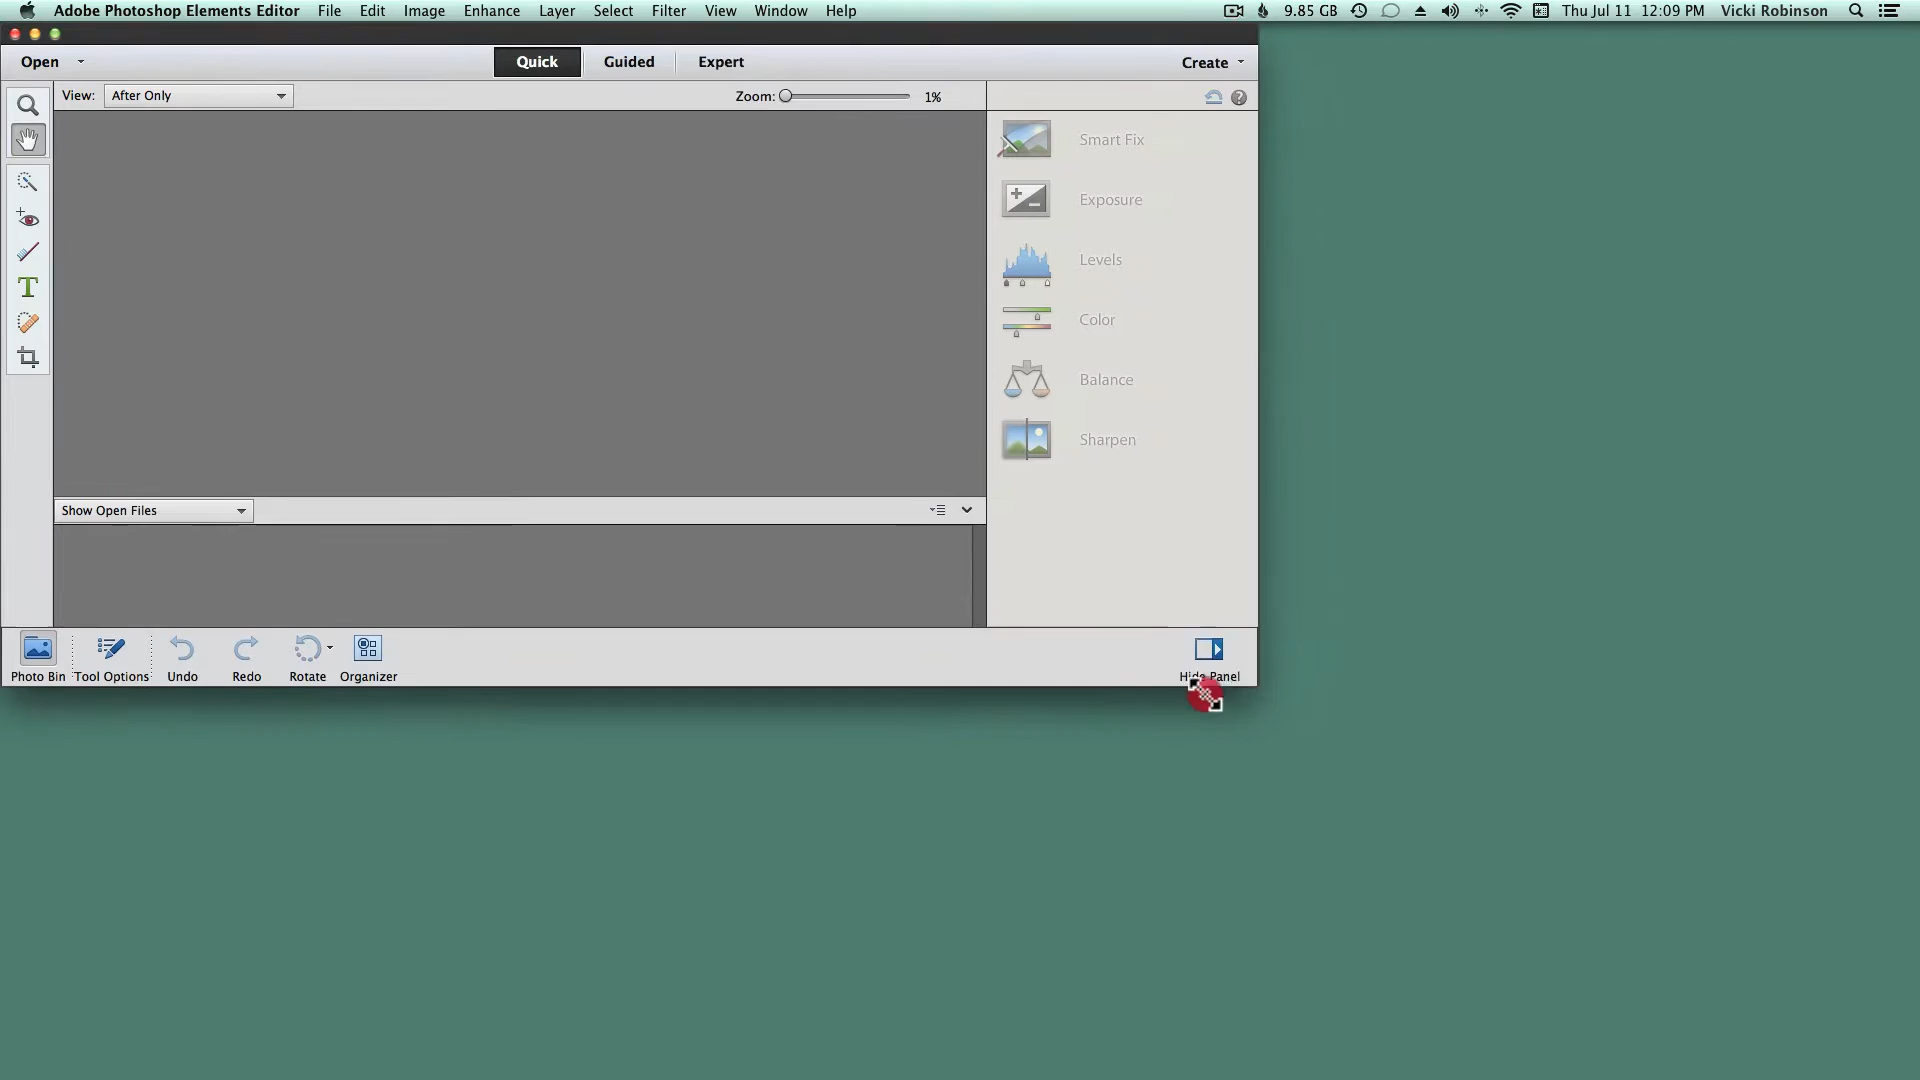 Adobe Photoshop Elements Editor File Edit Image Enhance Layer Select Filter View Window Help 9.85 GB Thu Jul 11 12:09 PM Vicki Robinson
Open Quick Guided Expert Create
View: After Only Zoom: 1%
Smart Fix
Exposure
Levels
Color
Balance
Sharpen
Show Open Files
Photo Bin Tool Options Undo Redo Rotate Organizer Hide Panel